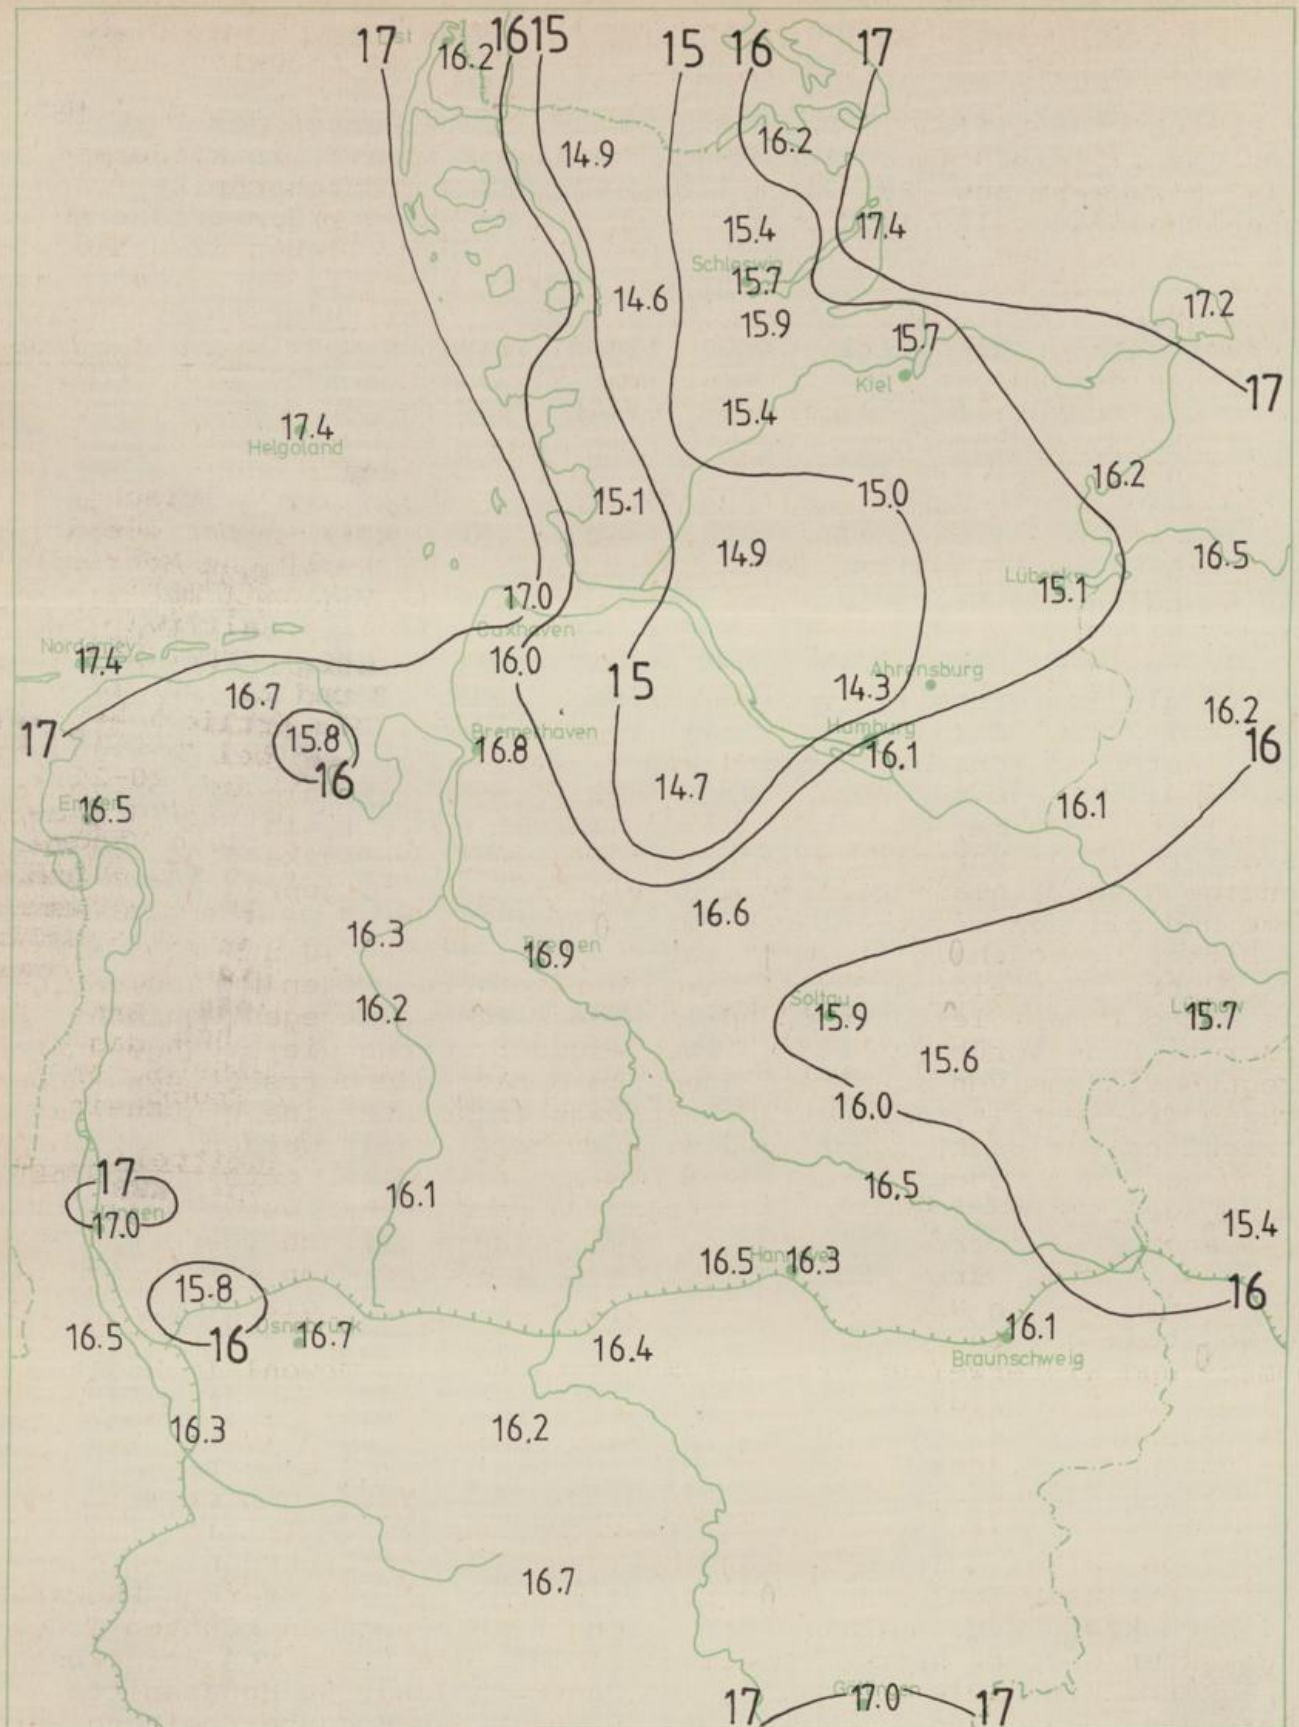 17 List 16.2 16 15 15 16 17
14.9 16.2
15.4 17.4
Schleswig
14.6 15.7 17.2
15.9 15.7
Kiel 17
15.4
17.4
Helgoland
16.2
15.1 15.0
14.9 16.5
Lübeck
17.0 15.1
Cuxhaven
Norderney
17.4 16.0
Ahrensburg
16.7 15 14.3
16.2
17 15.8 Bremerhaven Hamburg 16
16.8 16.1
16 14.7
Emden
16.5 16.1
16.6
16.3 Bremen
16.9
16.2 Soltau Lüchow
15.9 15.7
15.6
16.0
17 16.1 16.5
17.0 15.4
Hannover
16.5 16.3
15.8 16
16.5 16 Osnabrück 16.7 16.4 16.1
Braunschweig
16.3 16.2
16.7
17 Göttingen 17.0 17